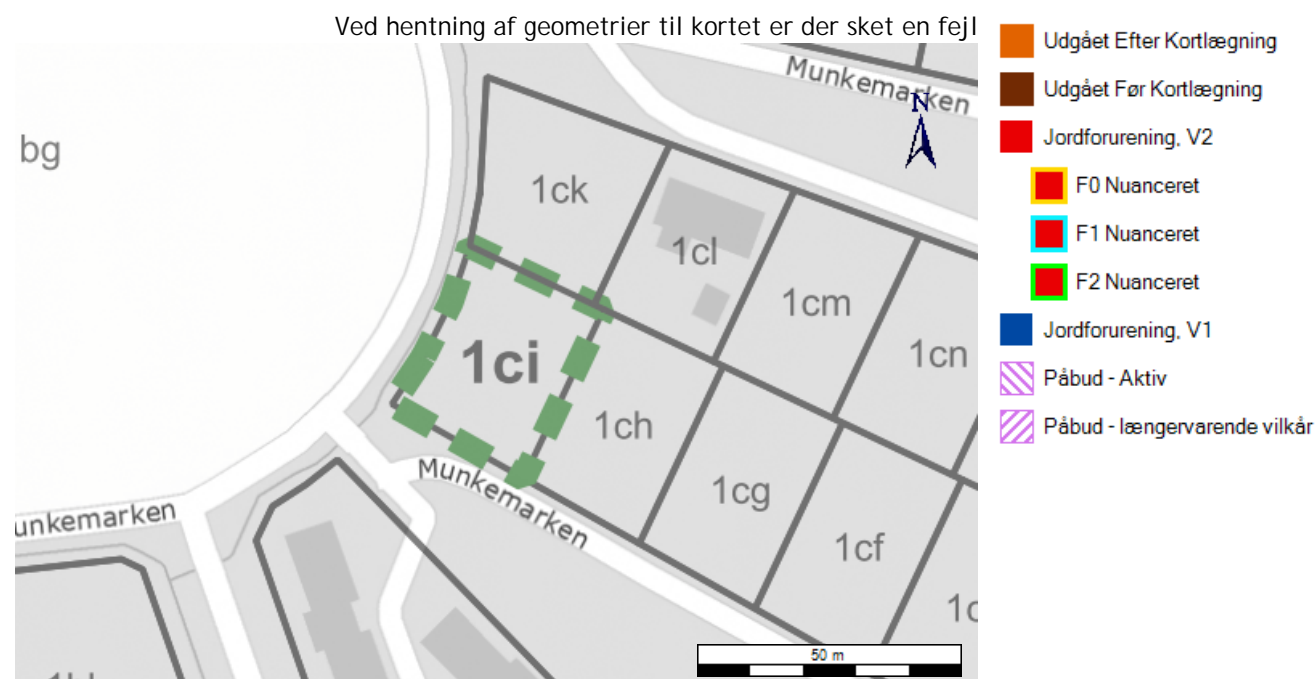 Ved hentning af geometrier til kortet er der sket en fejl
Udgået Efter Kortlægning
Udgået Før Kortlægning
Jordforurening, V2
F0 Nuanceret
F1 Nuanceret
F2 Nuanceret
Jordforurening, V1
Påbud - Aktiv
Påbud - længervarende vilkår
Munkemarken
N
bg
1ck
1cl
1cm
1cn
1ci
1ch
1cg
1cf
Munkemarken
unkemarken
50 m